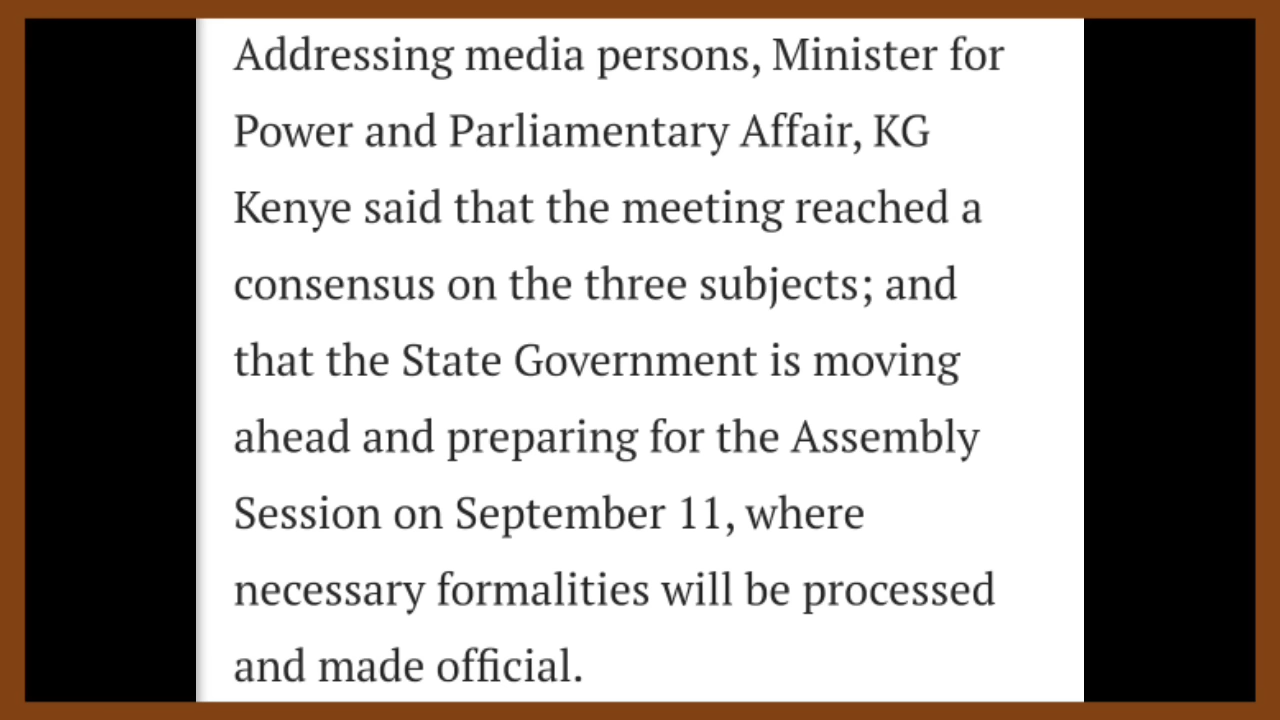 Addressing media persons, Minister for
Power and Parliamentary Affair, KG
Kenye said that the meeting reached a
consensus on the three subjects; and
that the State Government is moving
ahead and preparing for the Assembly
Session on September 11, where
necessary formalities will be processed
and made official.